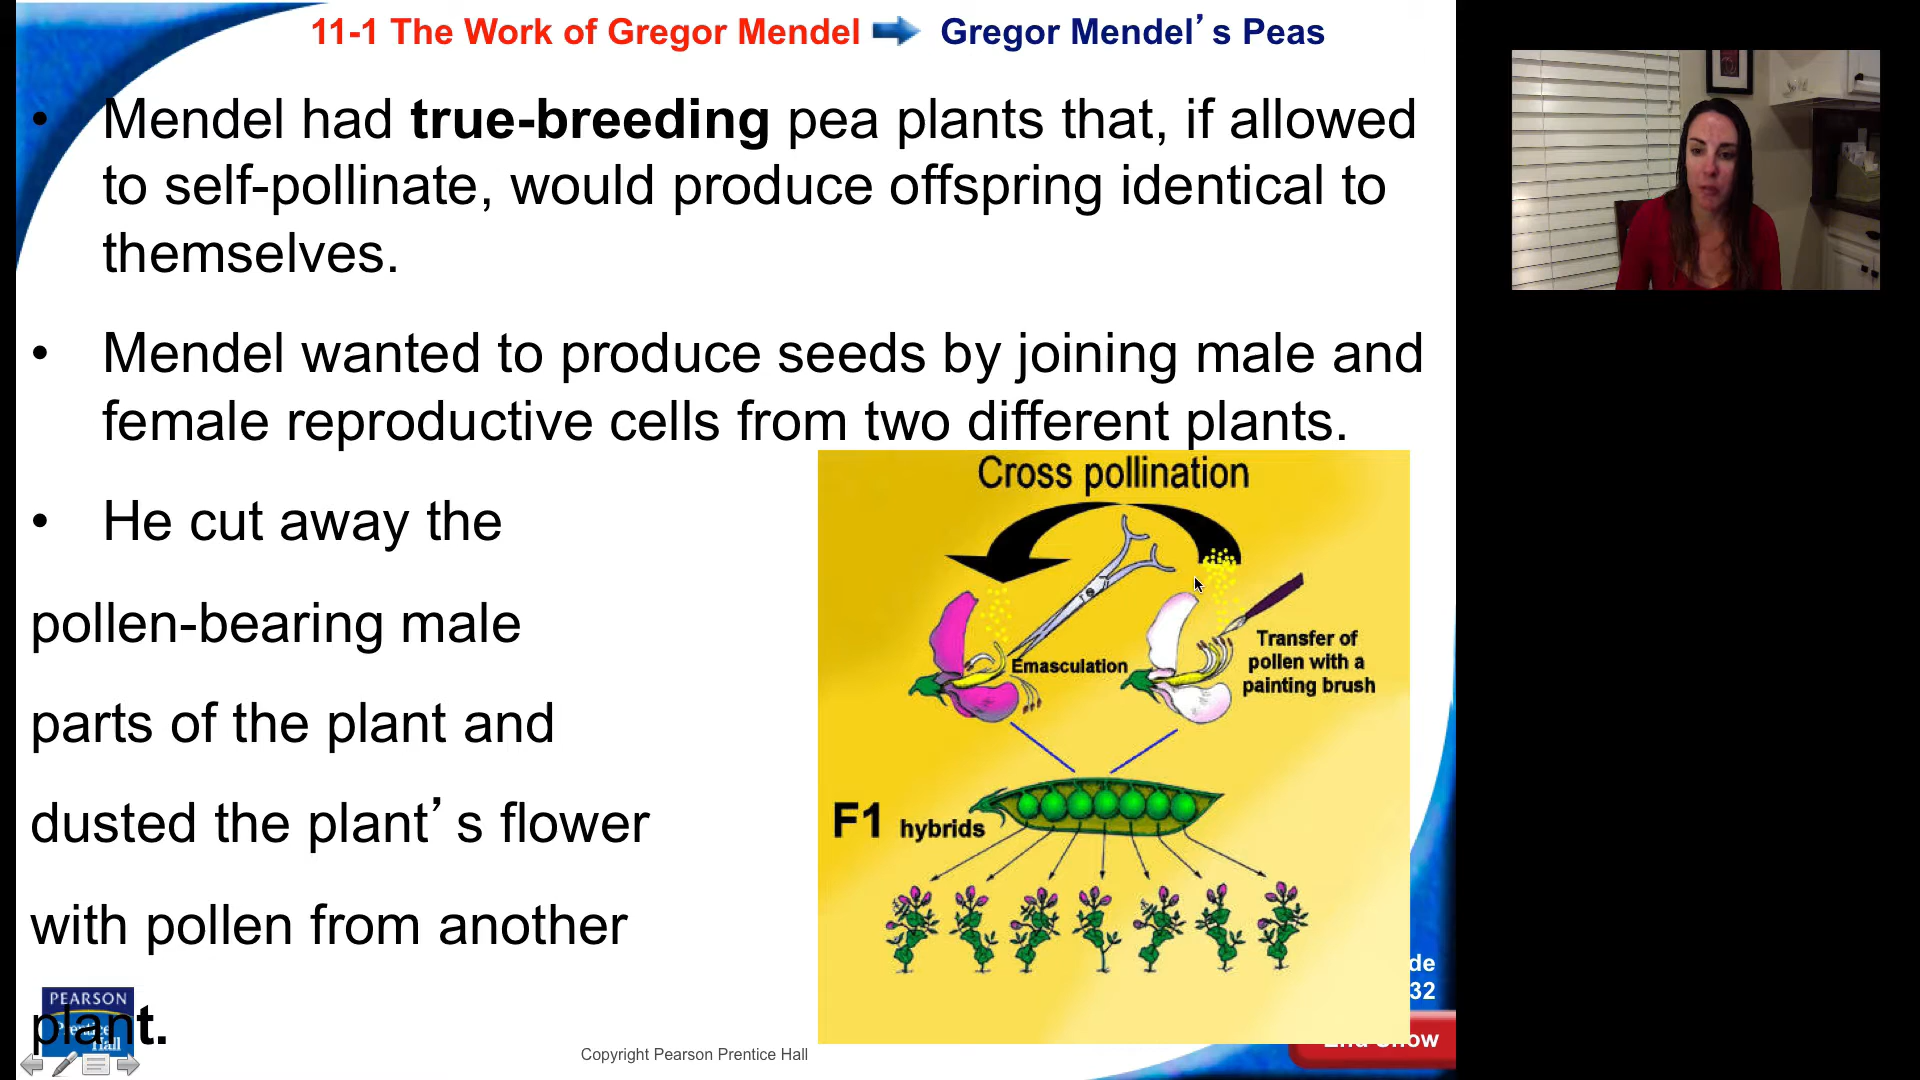 11-1 The Work of Gregor Mendel Gregor Mendel’s Peas
• Mendel had true-breeding pea plants that, if allowed
to self-pollinate, would produce offspring identical to
themselves.
• Mendel wanted to produce seeds by joining male and
female reproductive cells from two different plants.
• He cut away the
pollen-bearing male
parts of the plant and
dusted the plant’s flower
with pollen from another
plant.
Cross pollination
Emasculation
Transfer of
pollen with a
painting brush
F1 hybrids
de
32
PEARSON
Prentice
Hall
Copyright Pearson Prentice Hall
End Show